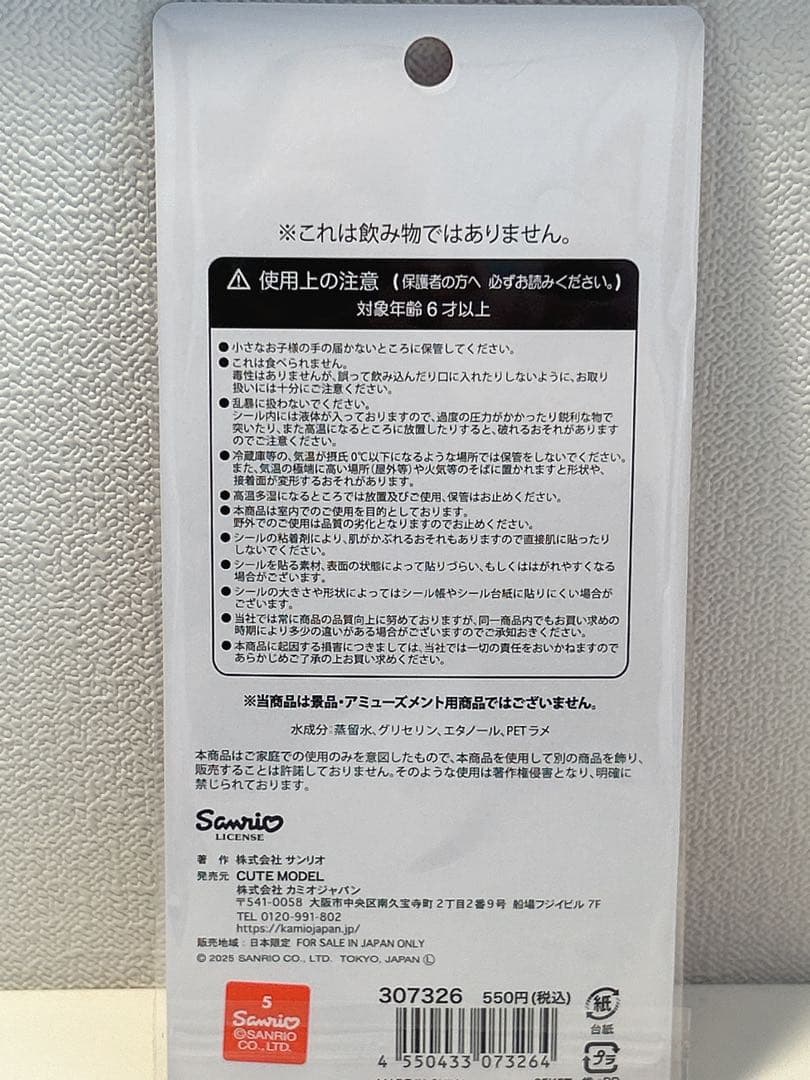 ※これは飲み物ではありません。
使用上の注意 (保護者の方へ 必ずお読みください。)
対象年齢6才以上
●小さなお子様の手の届かないところに保管してください。
●これは食べられません。
毒性はありませんが、誤って飲み込んだり口に入れたりしないように、お取り
扱いには十分にご注意ください。
●乱暴に扱わないでください。
シール内には液体が入っておりますので、過度の圧力がかかったり鋭利な物で
突いたり、また高温になるところに放置したりすると、破れるおそれがあります
のでご注意ください。
●冷蔵庫等の、気温が摂氏0℃以下になるような場所では保管をしないでください。
また、気温の極端に高い場所(屋外等)や火気等のそばに置かれますと形状や、
接着面が変形するおそれがあります。
●高温多湿になるところでは放置及びご使用、保管はお止めください。
●本商品は室内でのご使用を目的としております。
野外でのご使用は品質の劣化となりますのでお止めください。
●シールの粘着剤により、肌がかぶれるおそれもありますので直接肌に貼ったり
しないでください。
●シールを貼る素材、表面の状態によって貼りづらい、もしくははがれやすくなる
場合がございます。
●シールの大きさや形状によってはシール帳やシール台紙に貼りにくい場合が
ございます。
●当社では常に商品の品質向上に努めておりますが、同一商品内でもお買い求めの
時期により多少の違いがある場合がございますのでご承知おきください。
●本商品に起因する損害につきましては、当社では一切の責任をおいかねますので
あらかじめご了承の上お買い求めください。
※当商品は景品・アミューズメント用商品ではございません。
水成分:蒸留水、グリセリン、エタノール、PETラメ
本商品はご家庭での使用のみを意図したもので、本商品を使用して別の商品を飾り、
販売することは許諾しておりません。そのような使用は著作権侵害となり、明確に
禁じられております。
Sanrio
LICENSE
著 作 株式会社 サンリオ
発売元 CUTE MODEL
株式会社 カミオジャパン
〒541-0058 大阪市中央区南久宝寺町2丁目2番9号 船場フジイビル 7F
TEL 0120-991-802
https://kamiojapan.jp/
販売地域:日本限定 FOR SALE IN JAPAN ONLY
© 2025 SANRIO CO., LTD. TOKYO, JAPAN Ⓛ
5
Sanrio
©SANRIO
CO., LTD.
307326 550円(税込)
4 550433 073264
紙
台紙
プラ